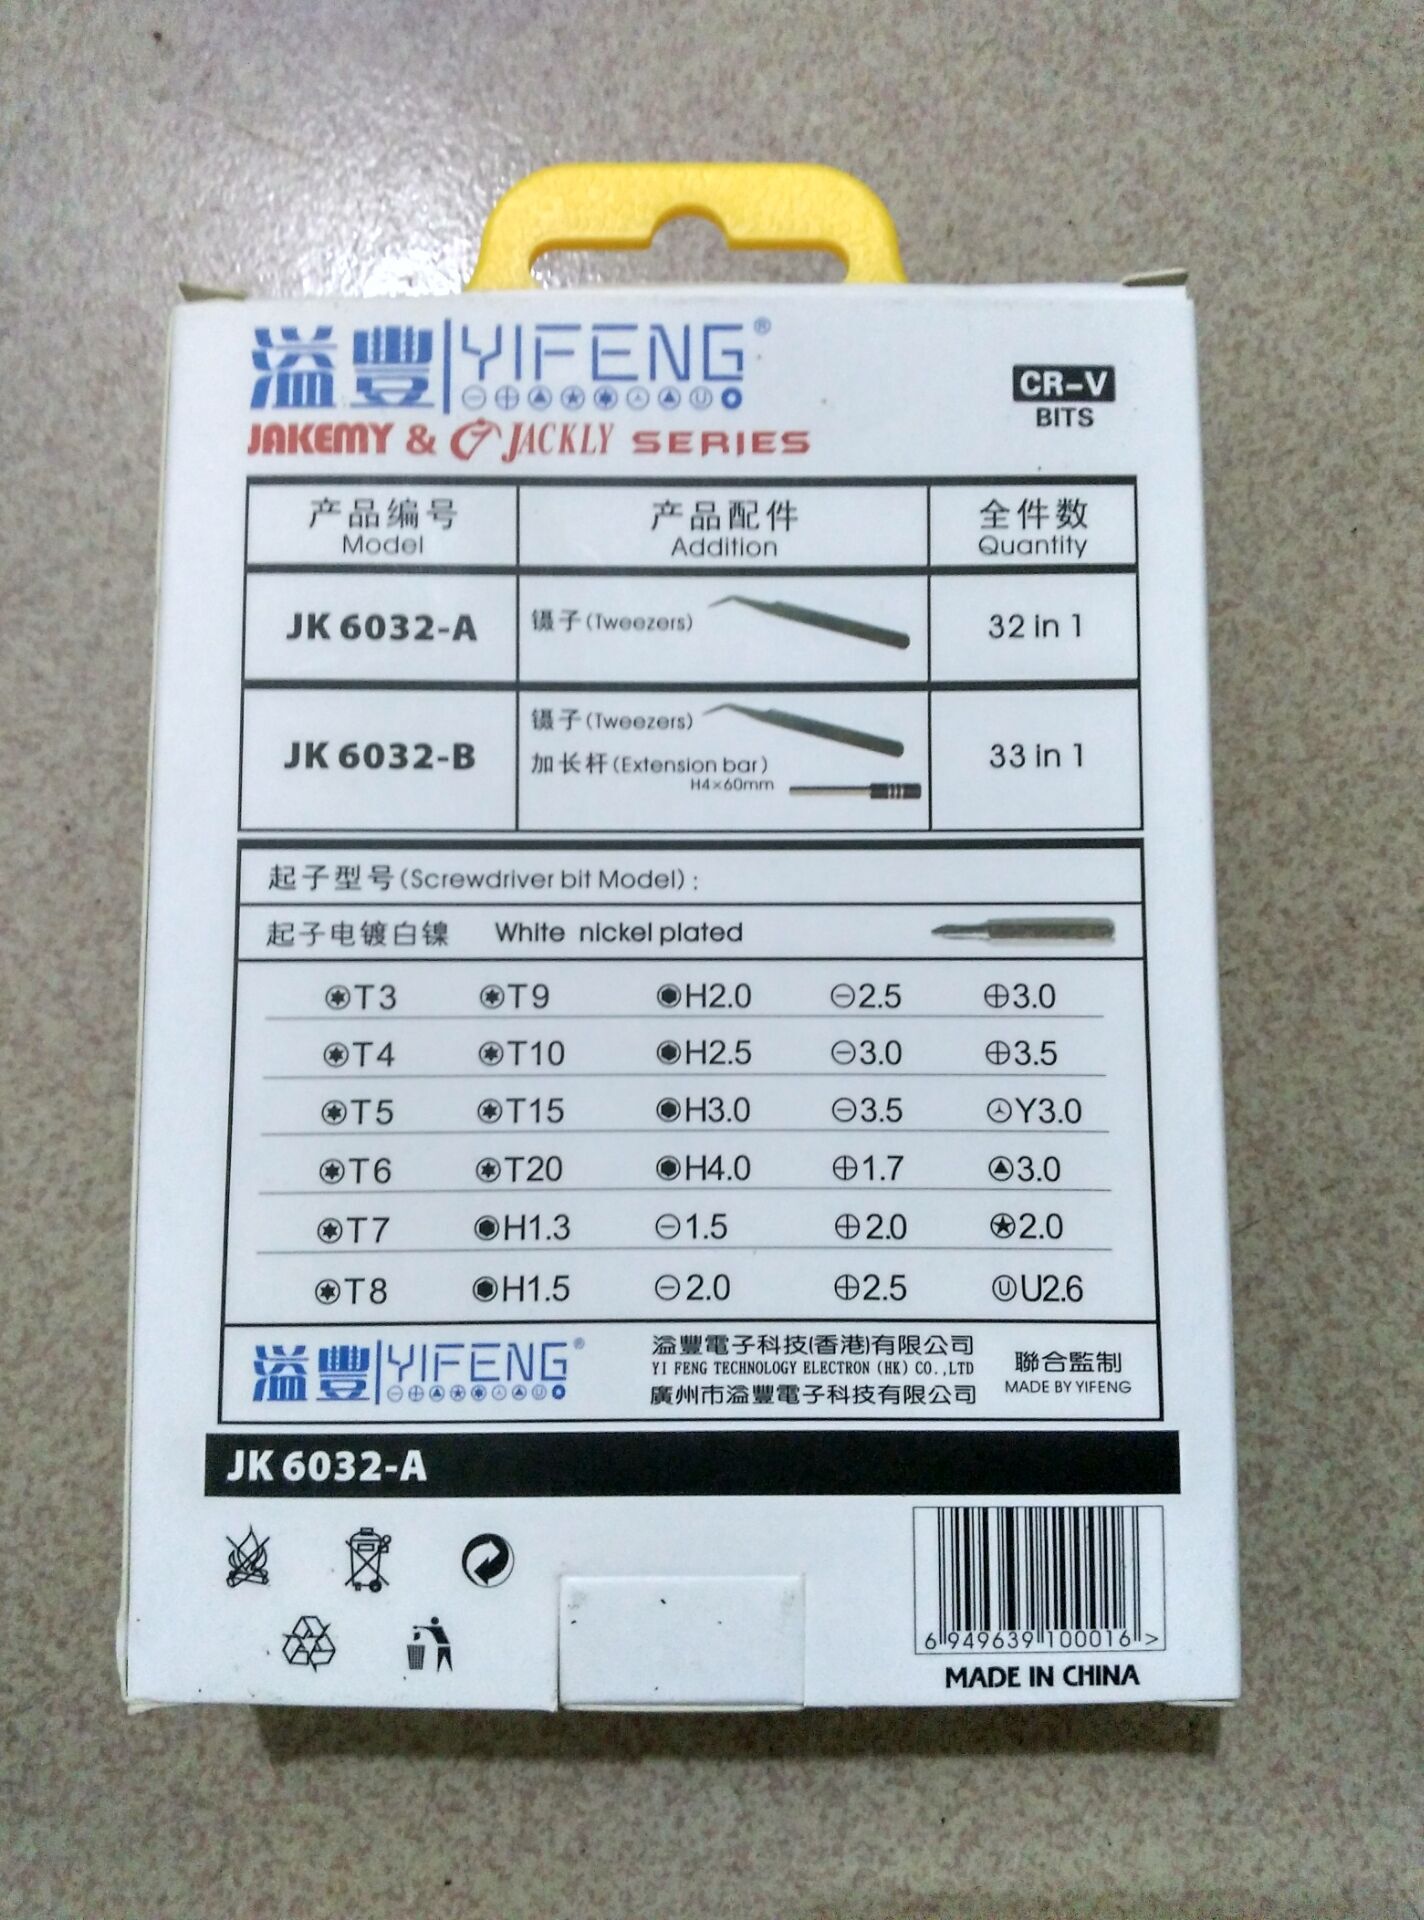 溢豐 YIFENG®
JAKEMY & JACKLY SERIES
CR-V
BITS
产品编号 产品配件 全件数
Model Addition Quantity
JK 6032-A 镊子(Tweezers) 32 in 1
镊子(Tweezers)
JK 6032-B 加长杆(Extension bar) 33 in 1
H4×60mm
起子型号(Screwdriver bit Model):
起子电镀白镍 White nickel plated
T3 T9 H2.0 ⊖2.5 ⊕3.0
T4 T10 H2.5 ⊖3.0 ⊕3.5
T5 T15 H3.0 ⊖3.5 Y3.0
T6 T20 H4.0 ⊕1.7 3.0
T7 H1.3 ⊖1.5 ⊕2.0 2.0
T8 H1.5 ⊖2.0 ⊕2.5 U2.6
溢豐 YIFENG®
溢豐電子科技(香港)有限公司
YI FENG TECHNOLOGY ELECTRON (HK) CO.,LTD
廣州市溢豐電子科技有限公司
聯合監制
MADE BY YIFENG
JK 6032-A
6 949639 100016 >
MADE IN CHINA